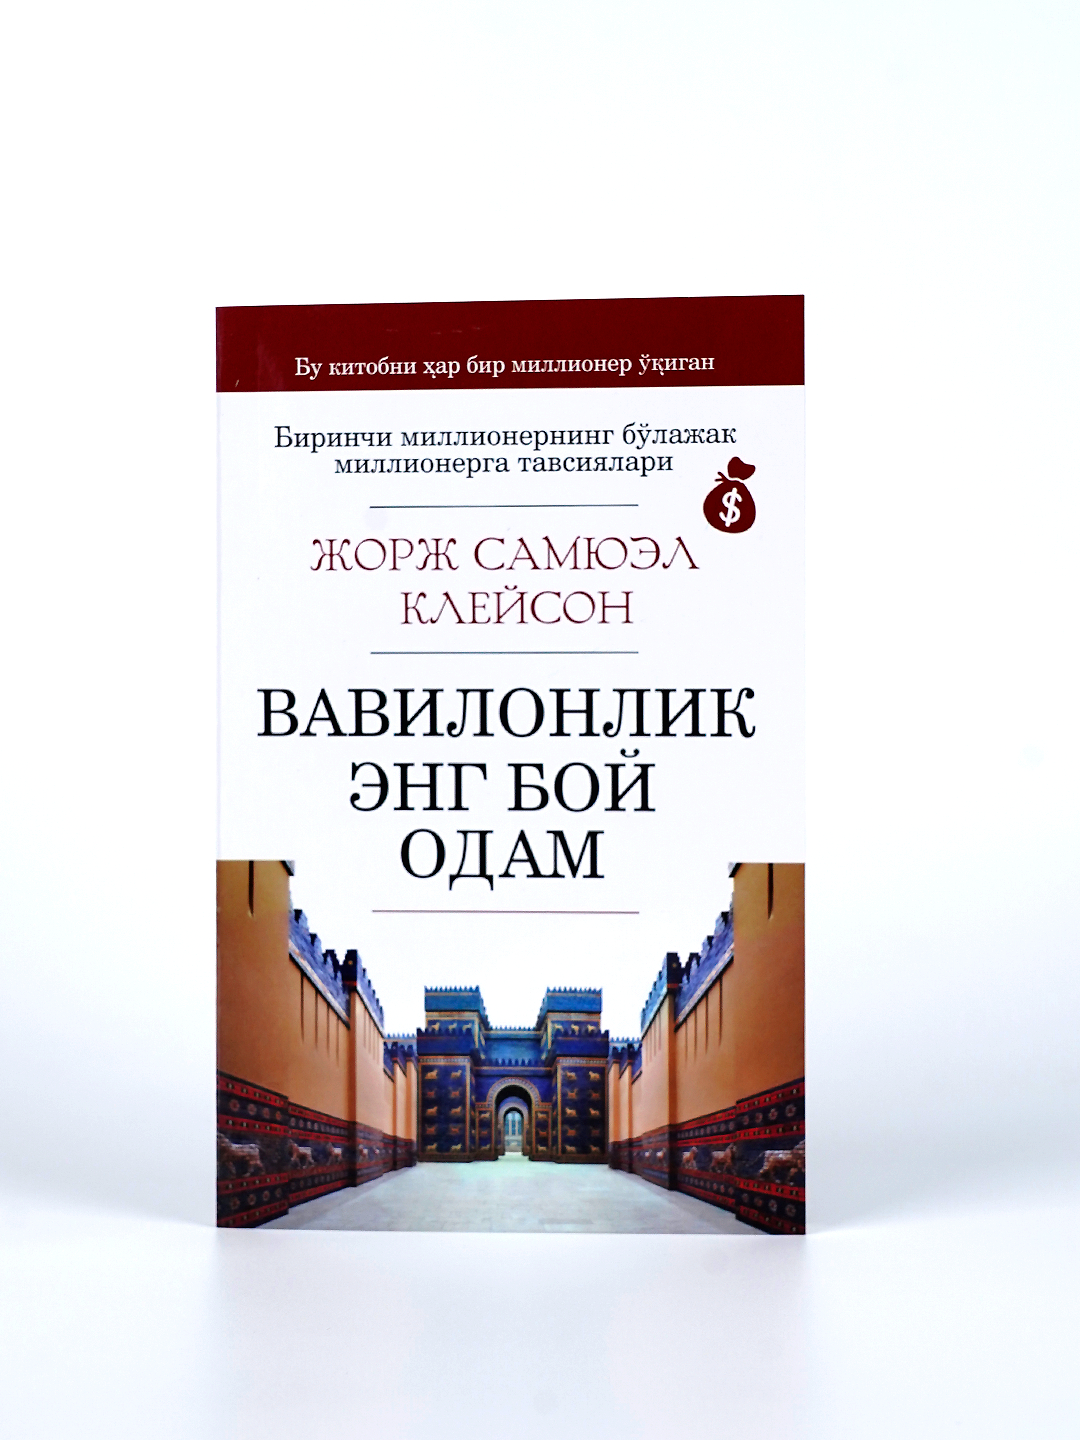 Бу китобни ҳар бир миллионер ўқиган
Биринчи миллионернинг бўлажак
миллионерга тавсиялари
$
ЖОРЖ САМЮЭЛ
КЛЕЙСОН
ВАВИЛОНЛИК
ЭНГ БОЙ
ОДАМ